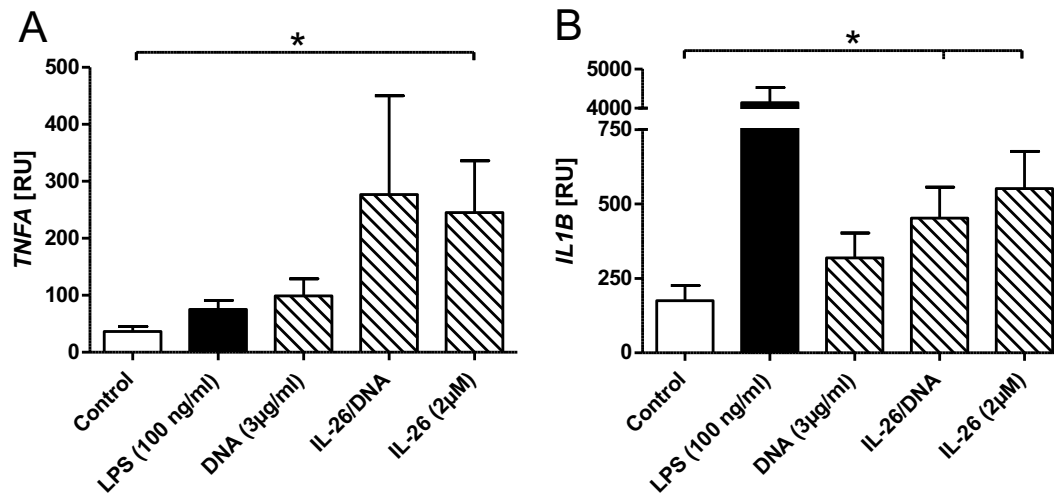 A
*
TNFA [RU]
500
400
300
200
100
0
Control
LPS (100 ng/ml)
DNA (3µg/ml)
IL-26/DNA
IL-26 (2µM)
B
*
IL1B [RU]
5000
4000
750
500
250
0
Control
LPS (100 ng/ml)
DNA (3µg/ml)
IL-26/DNA
IL-26 (2µM)